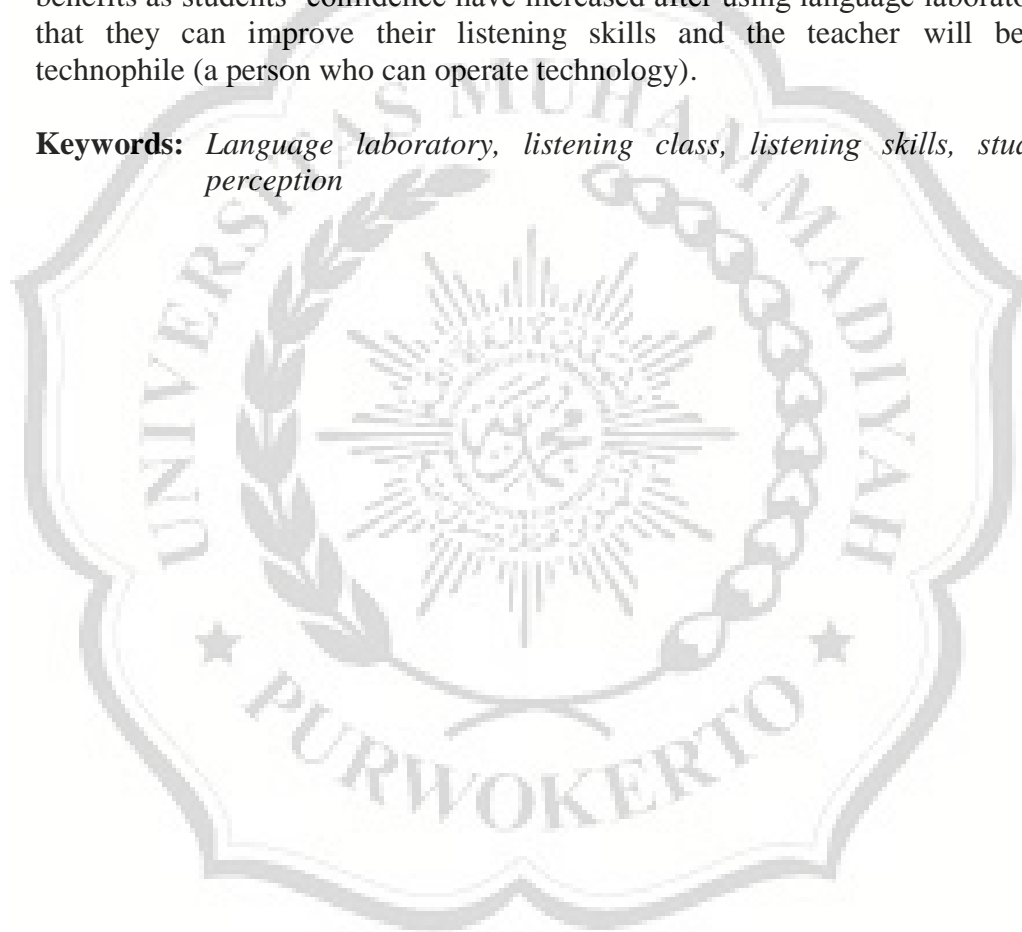 benefits as students' confidence have increased after using language laborato
that they can improve their listening skills and the teacher will be
technophile (a person who can operate technology).
Keywords: Language laboratory, listening class, listening skills, stu
perception
UNIVERSITAS MUHAMMADIYAH
PURWOKERTO